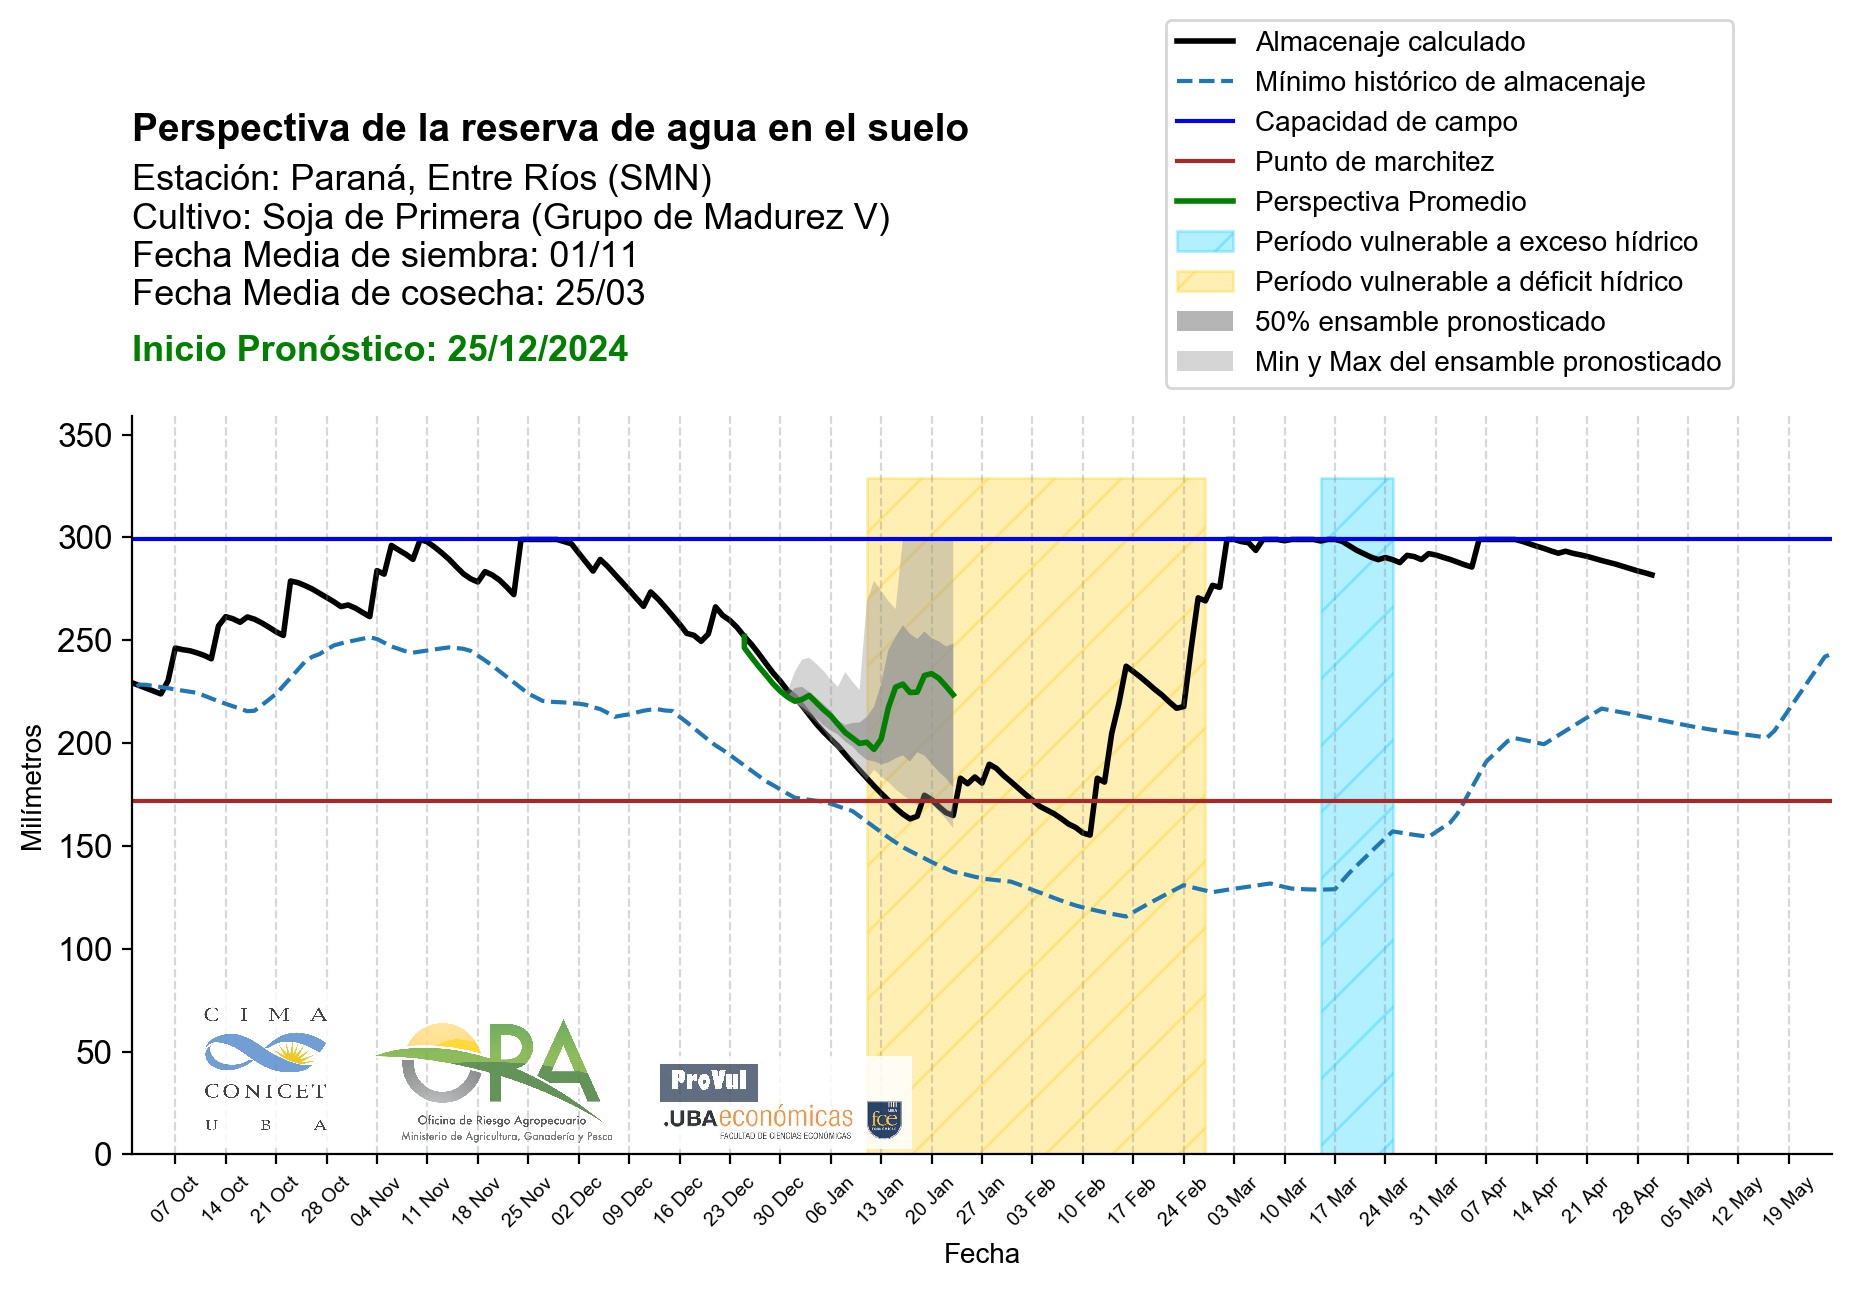 Almacenaje calculado
Mínimo histórico de almacenaje
Capacidad de campo
Punto de marchitez
Perspectiva Promedio
Período vulnerable a exceso hídrico
Período vulnerable a déficit hídrico
50% ensamble pronosticado
Min y Max del ensamble pronosticado
Perspectiva de la reserva de agua en el suelo
Estación: Paraná, Entre Ríos (SMN)
Cultivo: Soja de Primera (Grupo de Madurez V)
Fecha Media de siembra: 01/11
Fecha Media de cosecha: 25/03
Inicio Pronóstico: 25/12/2024
350
300
250
200
150
100
50
0
Milímetros
CIMA
CONICET
UBA
OPA
Oficina de Riesgo Agropecuario
Ministerio de Agricultura, Ganadería y Pesca
ProVul
.UBAeconómicas
FACULTAD DE CIENCIAS ECONÓMICAS
UBA
fce
07 Oct
14 Oct
21 Oct
28 Oct
04 Nov
11 Nov
18 Nov
25 Nov
02 Dec
09 Dec
16 Dec
23 Dec
30 Dec
06 Jan
13 Jan
20 Jan
27 Jan
03 Feb
10 Feb
17 Feb
24 Feb
03 Mar
10 Mar
17 Mar
24 Mar
31 Mar
07 Apr
14 Apr
21 Apr
28 Apr
05 May
12 May
19 May
Fecha